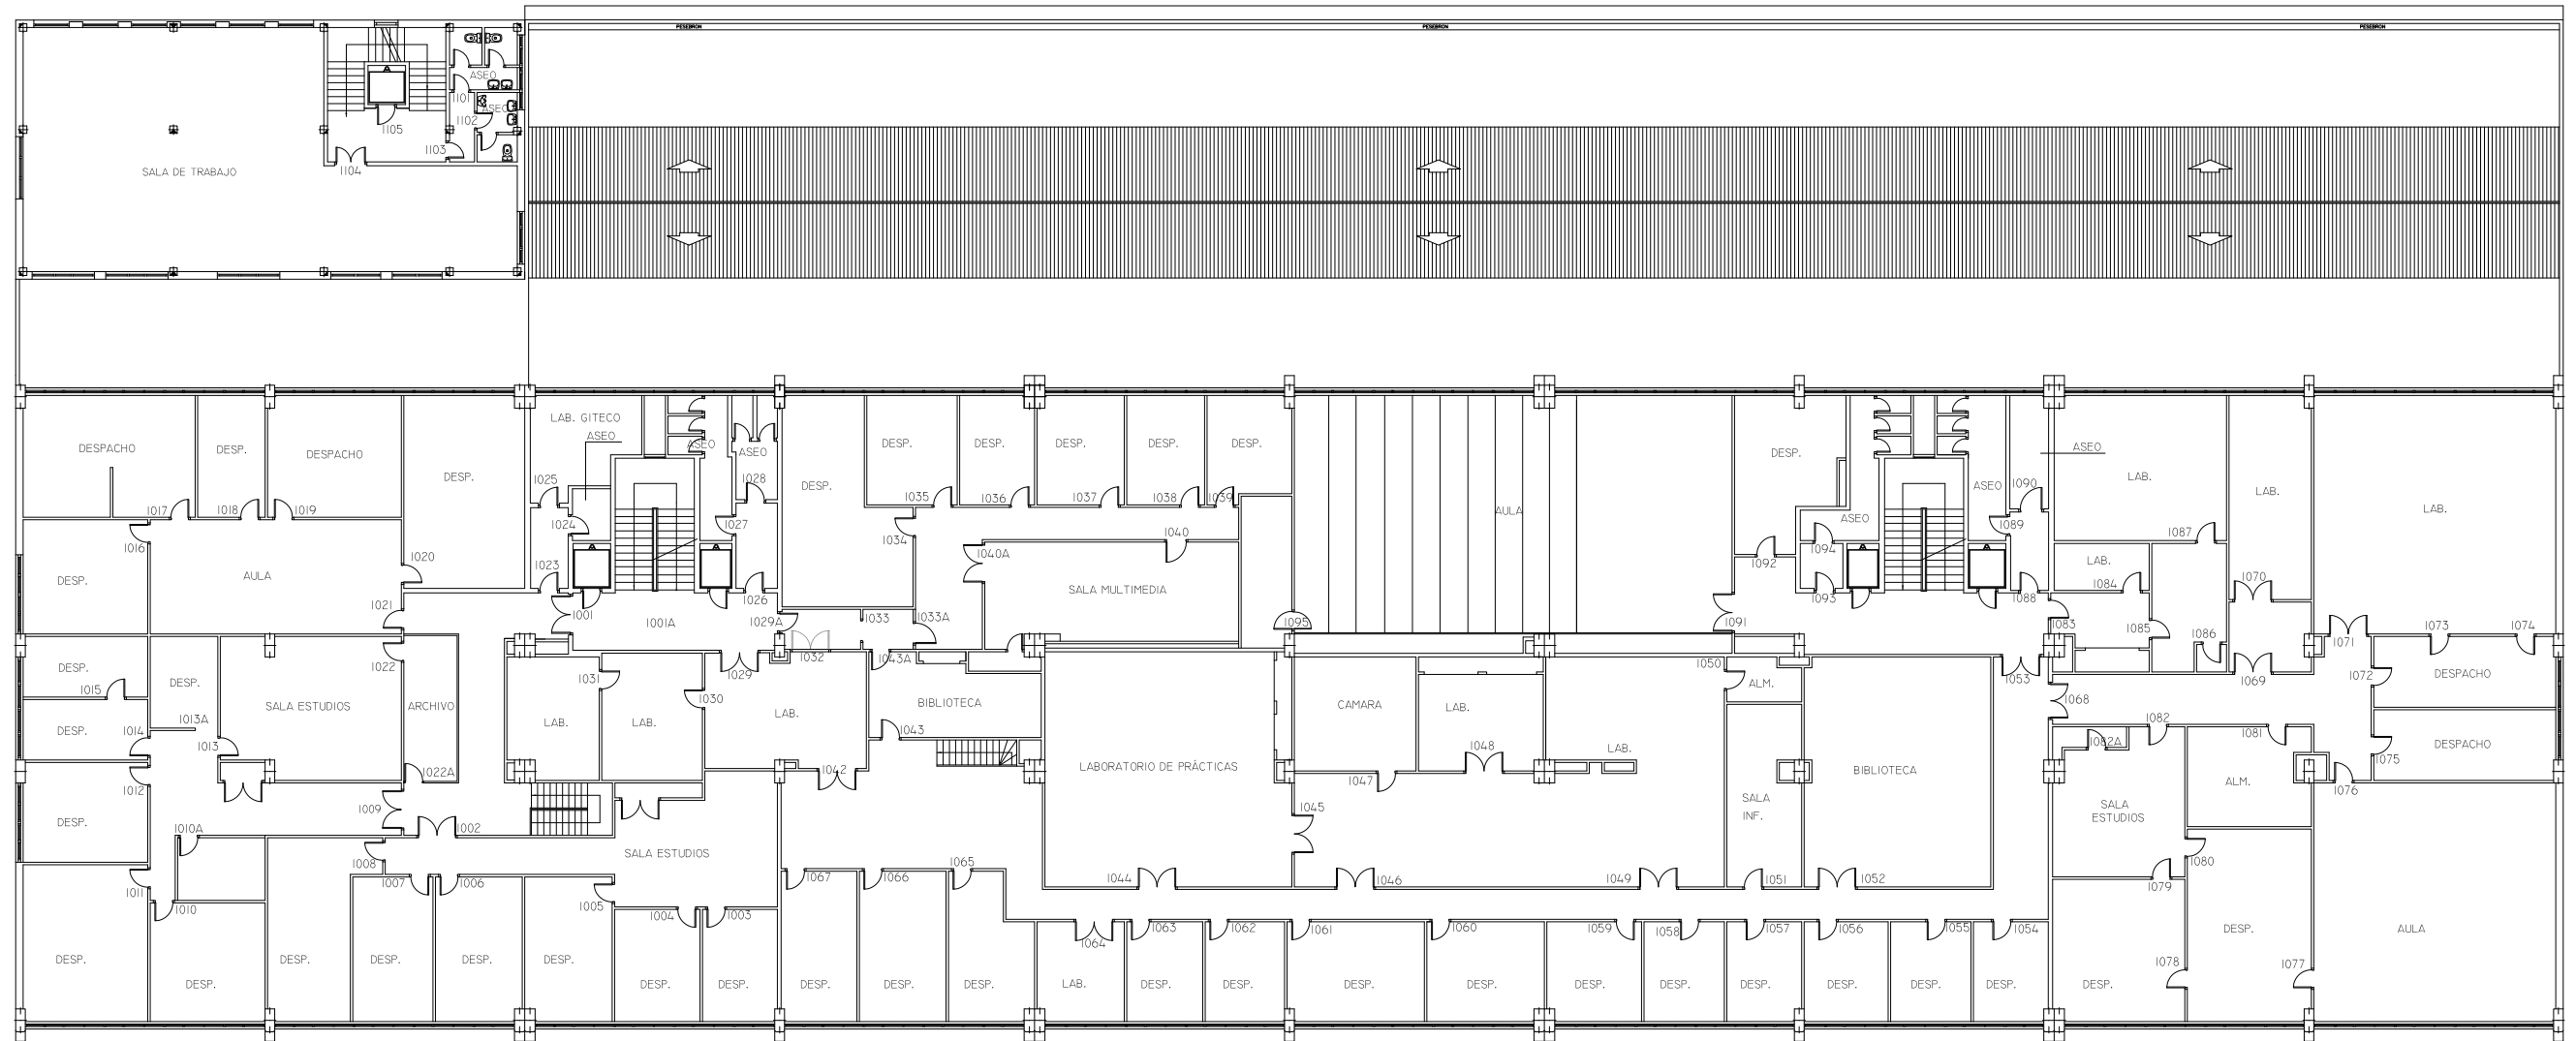 PESEBRON
PESEBRON
PESEBRON
ASEO
1101
ASEO
1102
1105
1103
1104
SALA DE TRABAJO
LAB. GITECO
ASEO
DESPACHO
DESP.
DESPACHO
DESP.
ASEO
ASEO
DESP.
DESP.
DESP.
DESP.
DESP.
DESP.
DESP.
ASEO
LAB.
LAB.
LAB.
1025
1028
DESP.
ASEO
1090
1017
1018
1019
1035
1036
1037
1038
1039
AULA
ASEO
1016
1024
1027
1034
1040
1089
1087
1020
1040A
1094
1092
LAB.
DESP.
AULA
1023
SALA MULTIMEDIA
1084
1070
1026
1093
1088
1021
1001
1001A
1029A
1033
1033A
1095
1091
1083
1085
1073
1074
1086
1071
1032
1043A
1022
1031
1029
1050
1053
1069
1072
DESP.
1015
DESP.
1013A
SALA ESTUDIOS
ARCHIVO
1030
BIBLIOTECA
CAMARA
LAB.
ALM.
1068
DESPACHO
LAB.
LAB.
LAB.
DESP.
1014
1013
1043
1048
LAB.
1082
1082A
1081
DESPACHO
1075
1022A
1042
LABORATORIO DE PRÁCTICAS
1047
BIBLIOTECA
ALM.
1012
1076
DESP.
1009
1002
1010A
1045
SALA
INF.
SALA
ESTUDIOS
SALA ESTUDIOS
1008
1065
1080
1011
1007
1006
1005
1067
1066
1044
1046
1049
1051
1052
1079
1010
1004
1003
1064
1063
1062
1061
1060
1059
1058
1057
1056
1055
1054
DESP.
AULA
DESP.
DESP.
DESP.
DESP.
DESP.
1078
1077
DESP.
DESP.
DESP.
DESP.
DESP.
DESP.
LAB.
DESP.
DESP.
DESP.
DESP.
DESP.
DESP.
DESP.
DESP.
DESP.
DESP.
DESP.